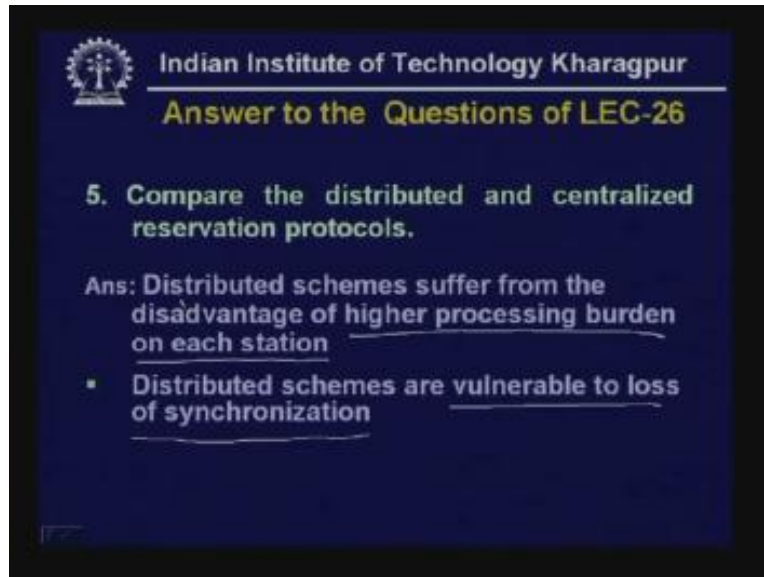 Indian Institute of Technology Kharagpur
Answer to the Questions of LEC-26
5. Compare the distributed and centralized
reservation protocols.
Ans: Distributed schemes suffer from the
disadvantage of higher processing burden
on each station
▪ Distributed schemes are vulnerable to loss
of synchronization